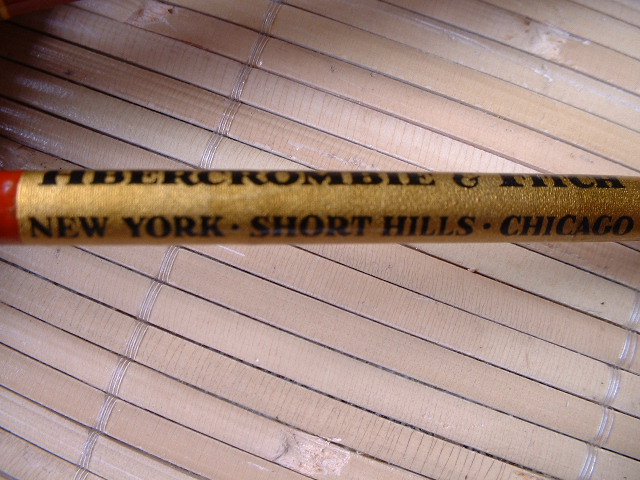 ABERCROMBIE & FITCH
NEW YORK · SHORT HILLS · CHICAGO